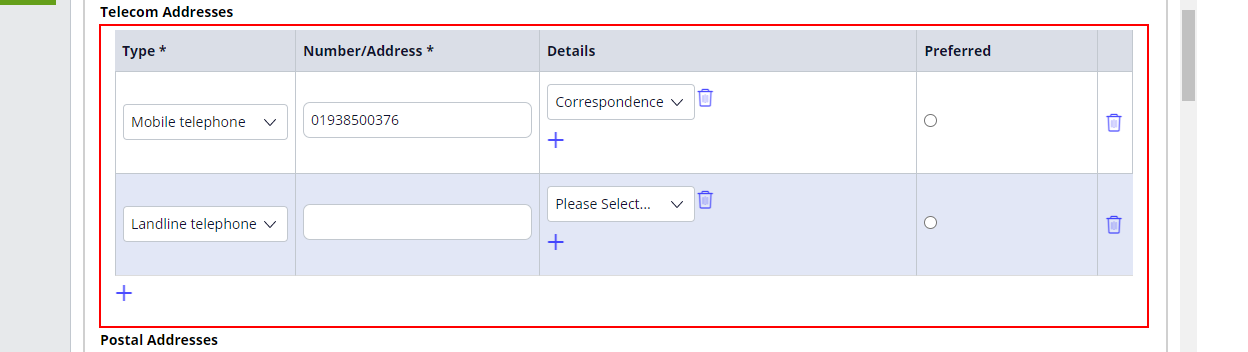 Telecom Addresses
Type * Number/Address * Details Preferred
Mobile telephone 01938500376 Correspondence
Landline telephone Please Select...
Postal Addresses